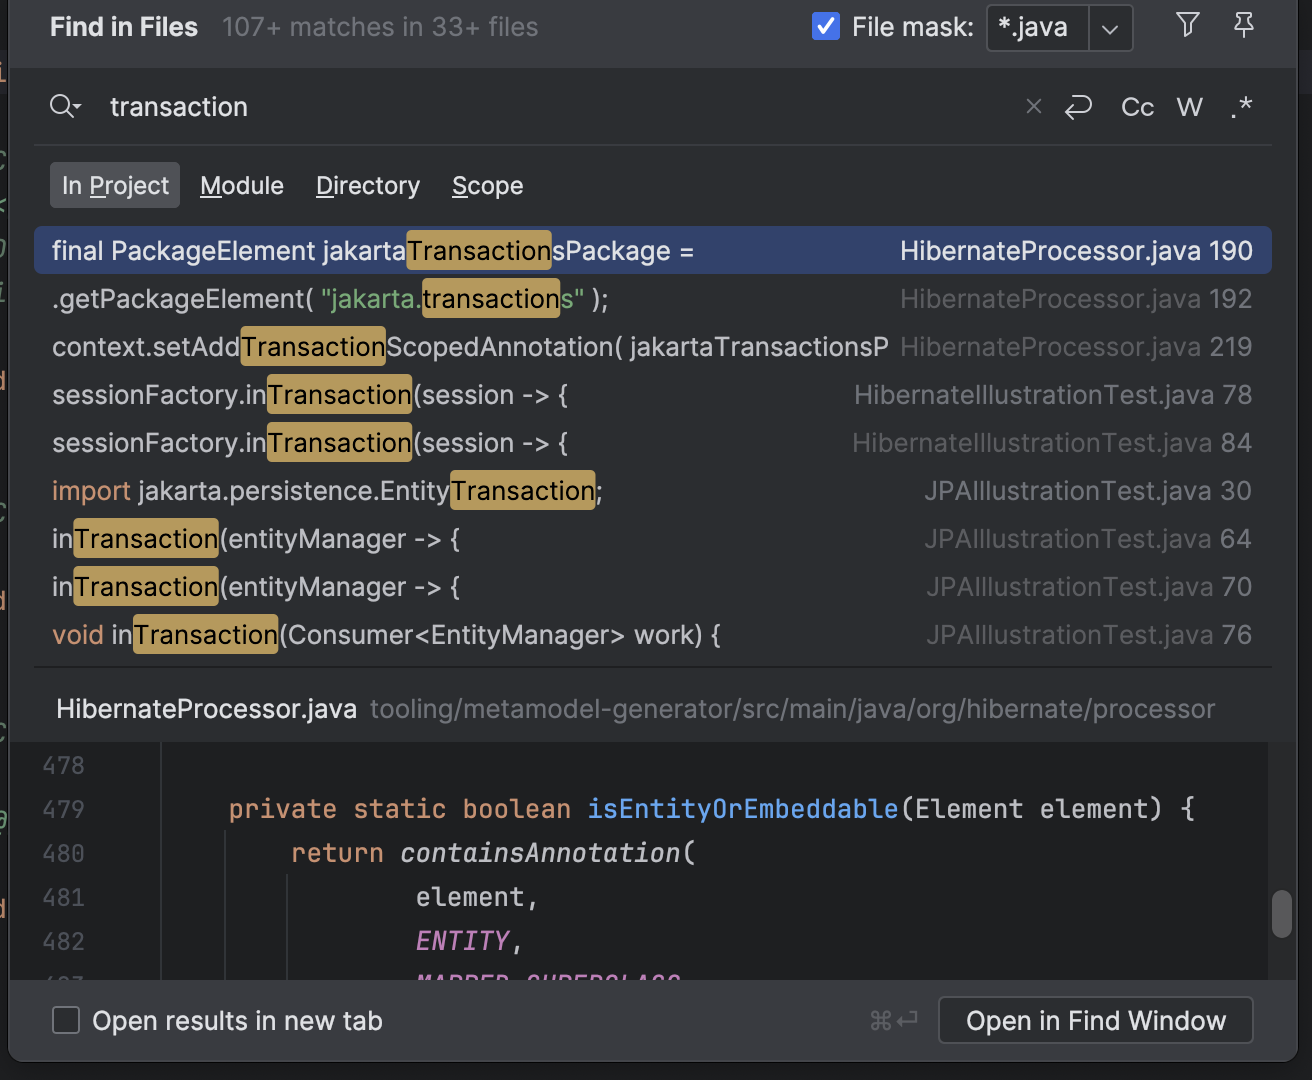 Find in Files 107+ matches in 33+ files File mask: *.java
transaction Cc W .*
In Project Module Directory Scope
final PackageElement jakartaTransactionsPackage = HibernateProcessor.java 190
.getPackageElement( "jakarta.transactions" ); HibernateProcessor.java 192
context.setAddTransactionScopedAnnotation( jakartaTransactionsP HibernateProcessor.java 219
sessionFactory.inTransaction(session -> { HibernateIllustrationTest.java 78
sessionFactory.inTransaction(session -> { HibernateIllustrationTest.java 84
import jakarta.persistence.EntityTransaction; JPAIllustrationTest.java 30
inTransaction(entityManager -> { JPAIllustrationTest.java 64
inTransaction(entityManager -> { JPAIllustrationTest.java 70
void inTransaction(Consumer<EntityManager> work) { JPAIllustrationTest.java 76
HibernateProcessor.java tooling/metamodel-generator/src/main/java/org/hibernate/processor
478
479 private static boolean isEntityOrEmbeddable(Element element) {
480 return containsAnnotation(
481 element,
482 ENTITY,
Open results in new tab ⌘⏎ Open in Find Window